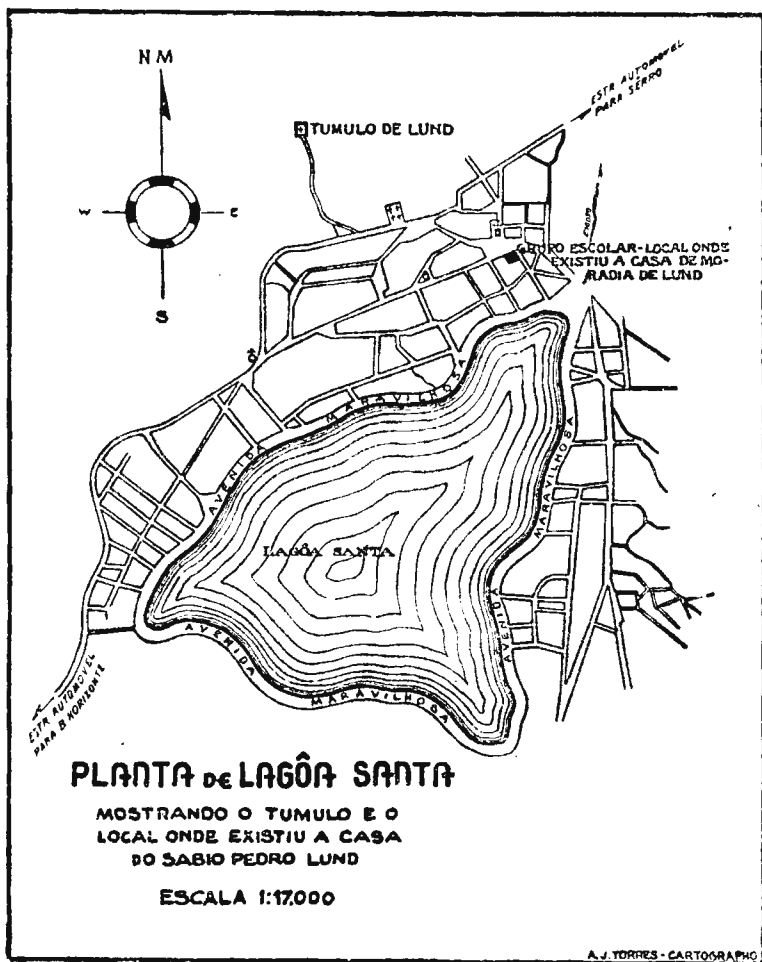 NM
ESTR AUTOMOVEL
PARA SERRO
TUMULO DE LUND
W
E
S
GRUPO ESCOLAR-LOCAL ONDE
EXISTIU A CASA DE MO-
RADIA DE LUND
AVENIDA MARAVILHOSA
MARAVILHOSA
AVENIDA
LAGÔA SANTA
AVENIDA MARAVILHOSA
ESTR AUTOMOVEL
PARA B. HORIZONTE
PLANTA DE LAGÔA SANTA
MOSTRANDO O TUMULO E O
LOCAL ONDE EXISTIU A CASA
DO SABIO PEDRO LUND
ESCALA 1:17.000
A. J. TORRES - CARTOGRAPHO